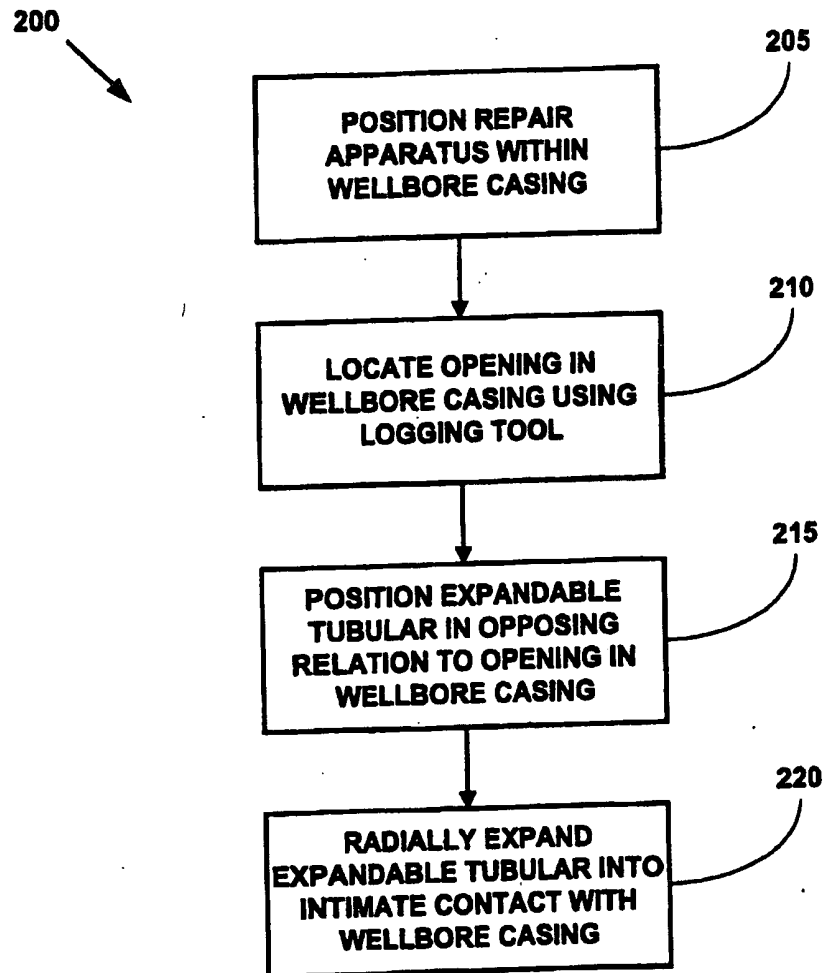 200
205
POSITION REPAIR
APPARATUS WITHIN
WELLBORE CASING
210
LOCATE OPENING IN
WELLBORE CASING USING
LOGGING TOOL
215
POSITION EXPANDABLE
TUBULAR IN OPPOSING
RELATION TO OPENING IN
WELLBORE CASING
220
RADIALLY EXPAND
EXPANDABLE TUBULAR INTO
INTIMATE CONTACT WITH
WELLBORE CASING